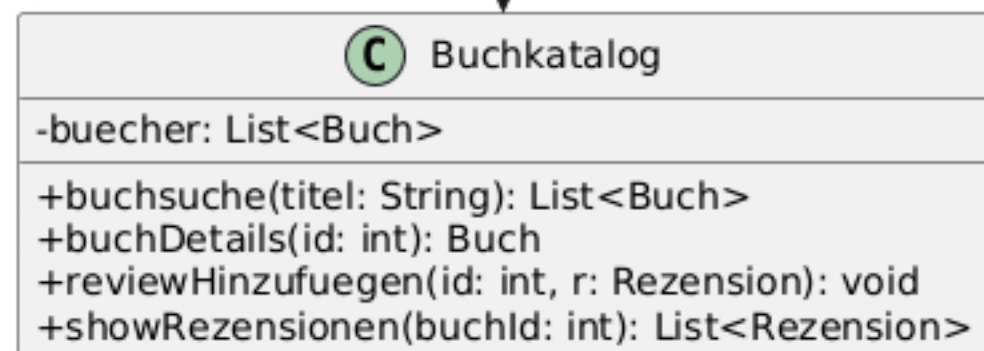 C Buchkatalog
-buecher: List<Buch>
+buchsuche(titel: String): List<Buch>
+buchDetails(id: int): Buch
+reviewHinzufuegen(id: int, r: Rezension): void
+showRezensionen(buchId: int): List<Rezension>